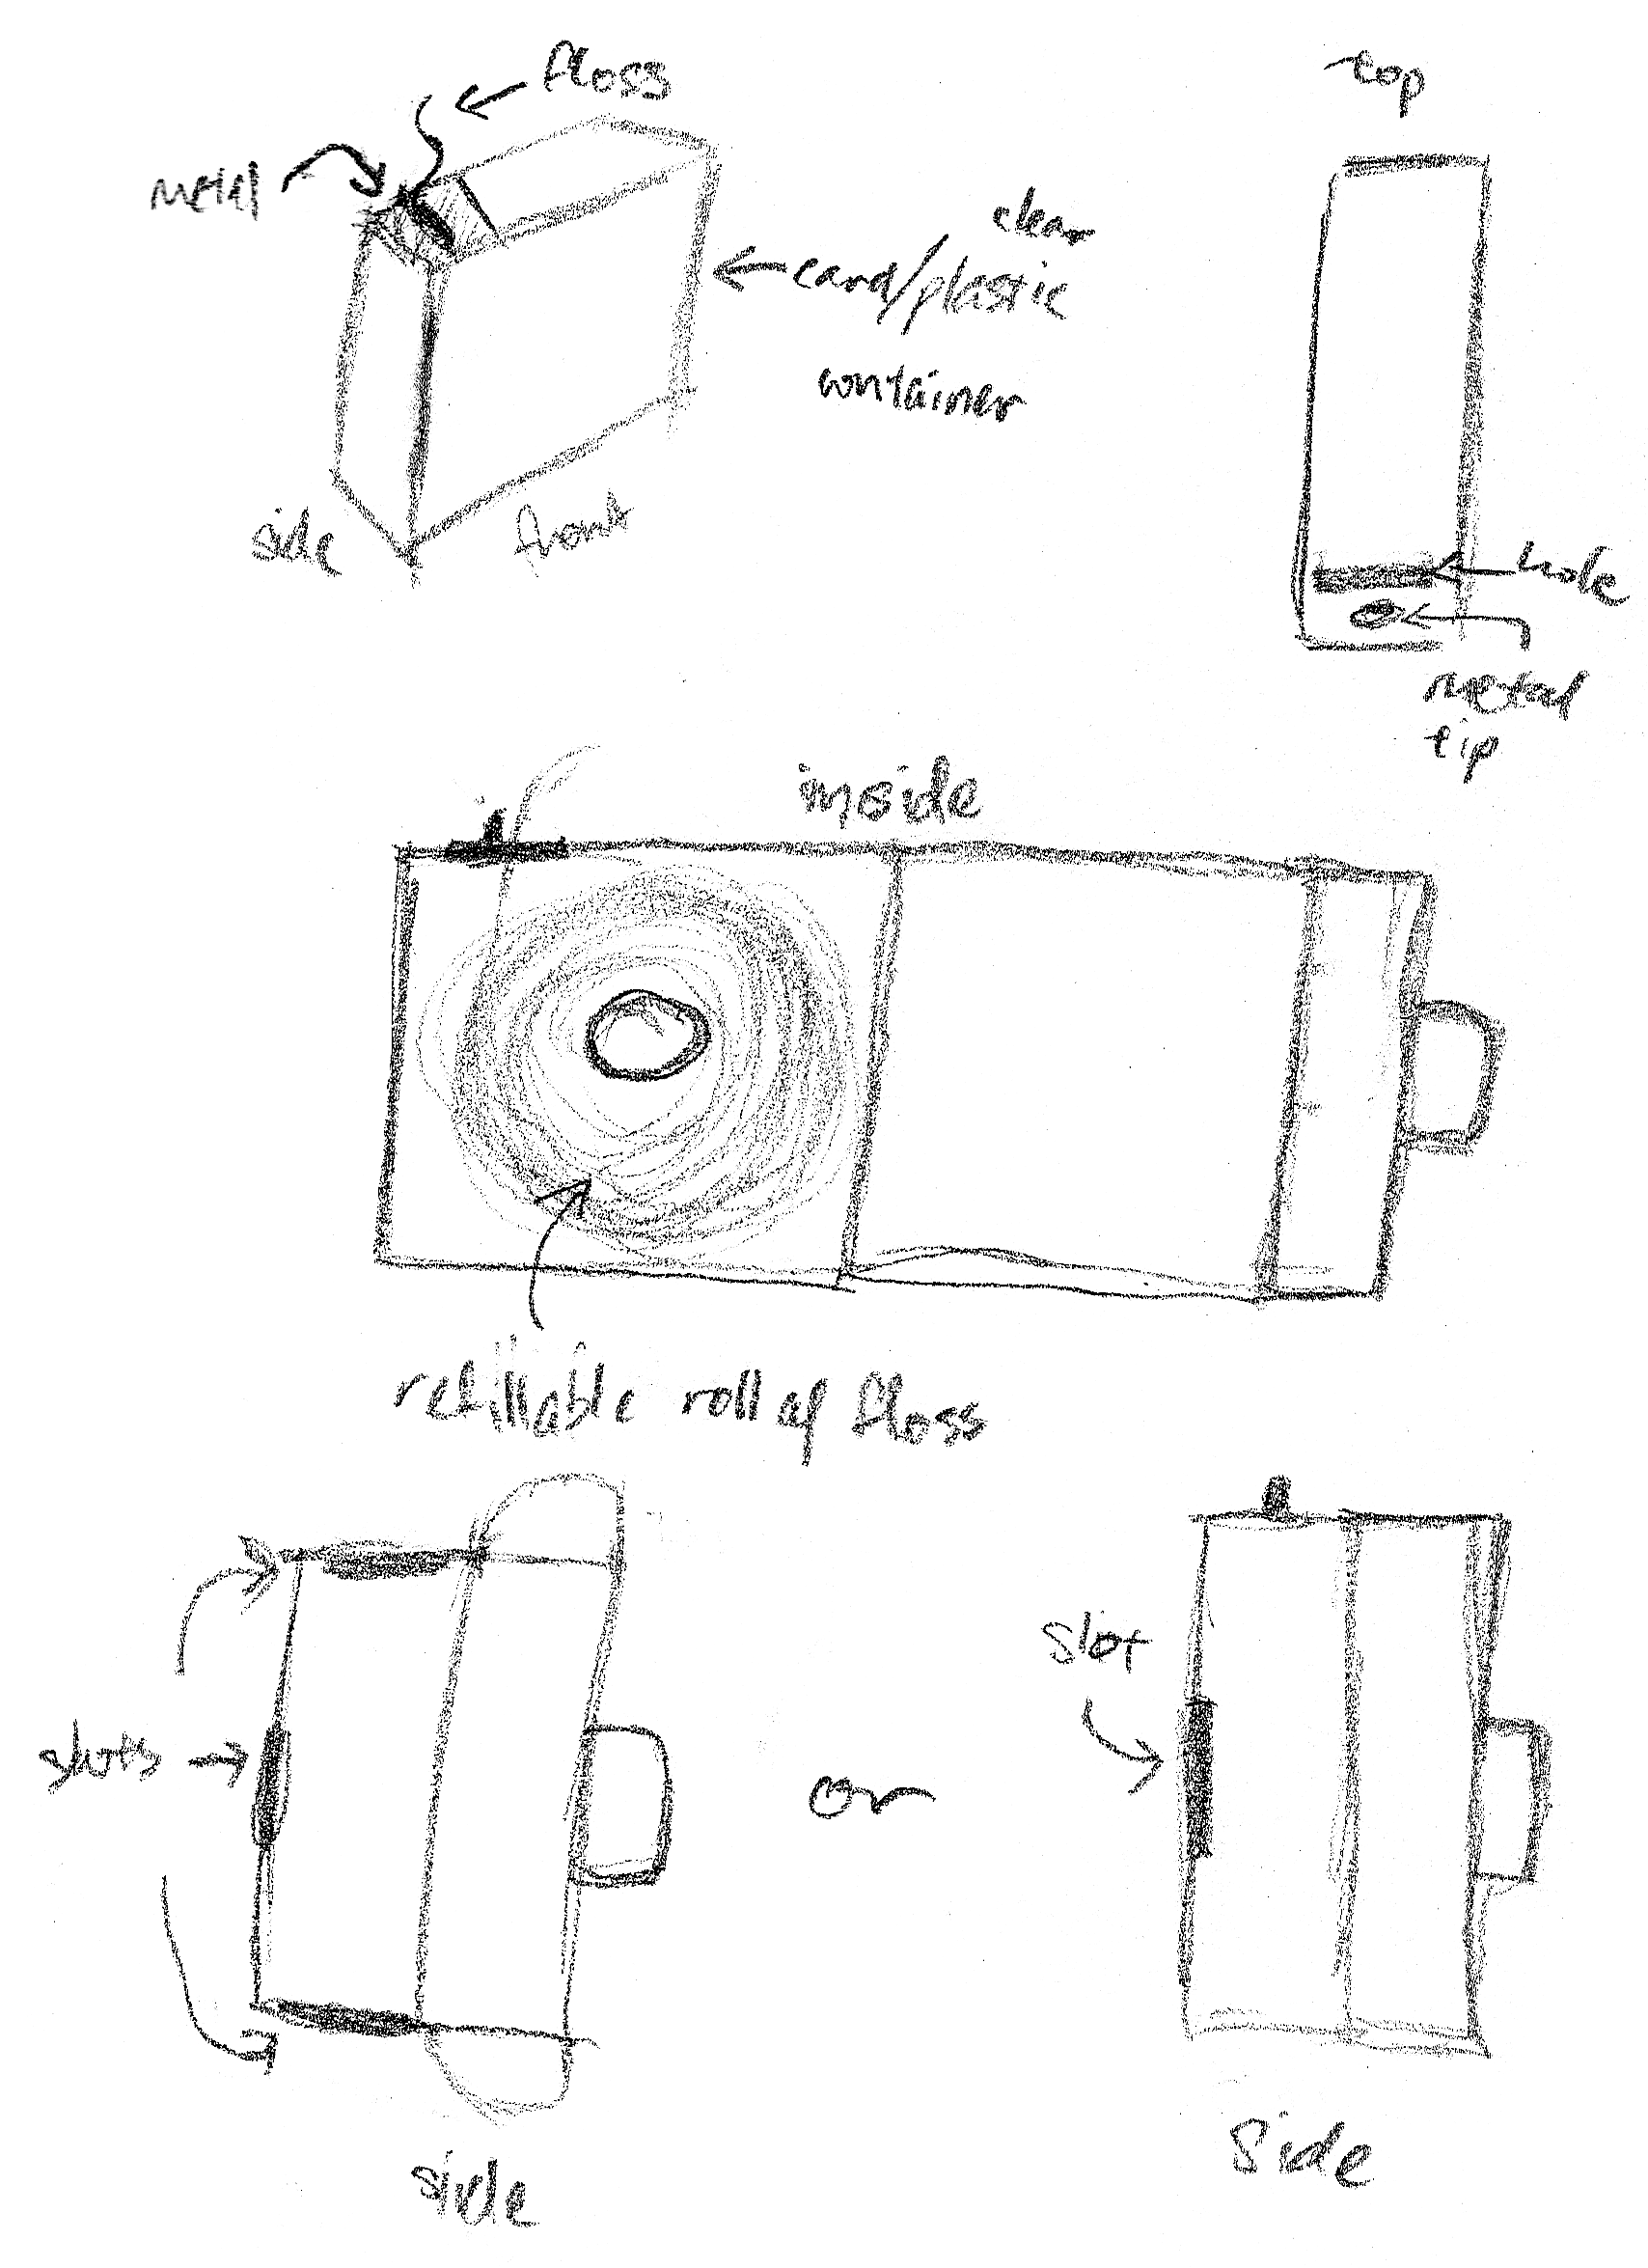 floss
top
metal
clear
card/plastic
container
side
front
hole
metal
tip
inside
refillable roll of floss
slot
slots
or
side
Side